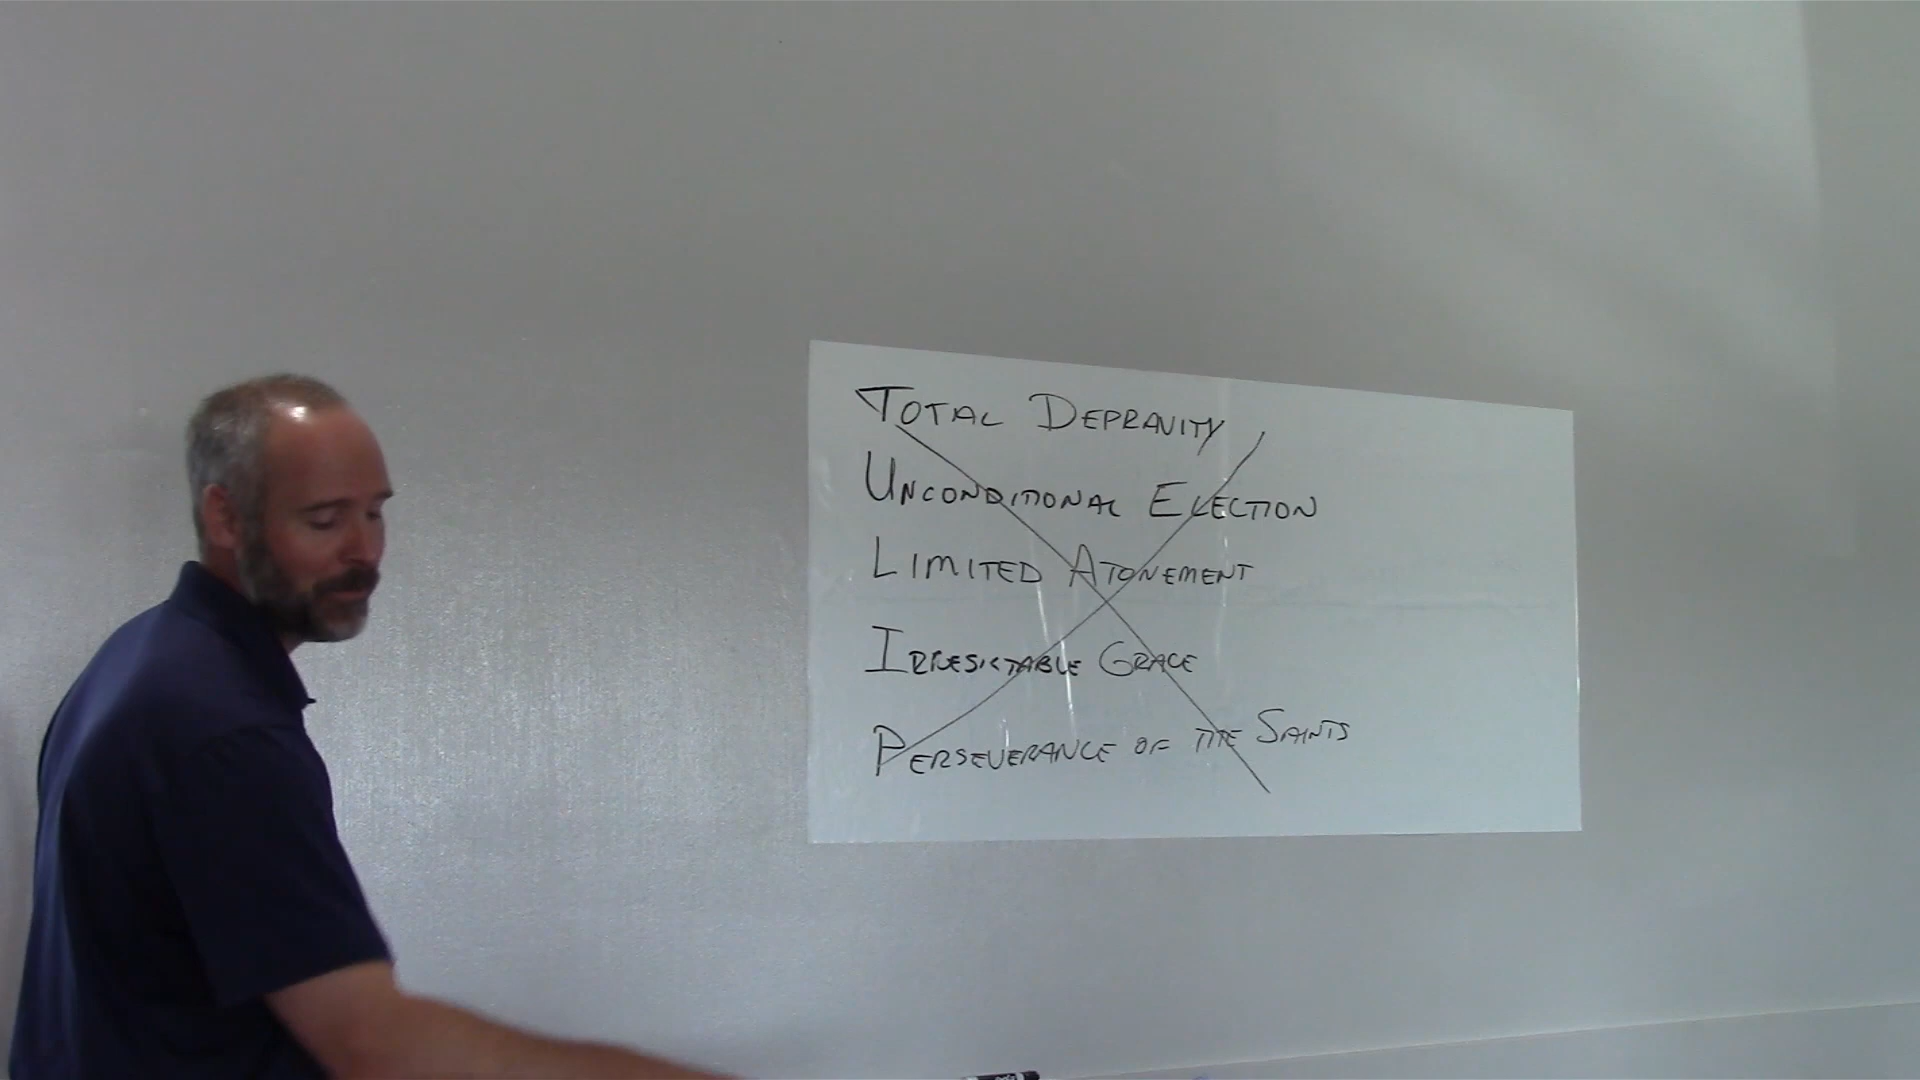 TOTAL DEPRAVITY
UNCONDITIONAL ELECTION
LIMITED ATONEMENT
IRRESISTABLE GRACE
PERSEVERANCE OF THE SAINTS